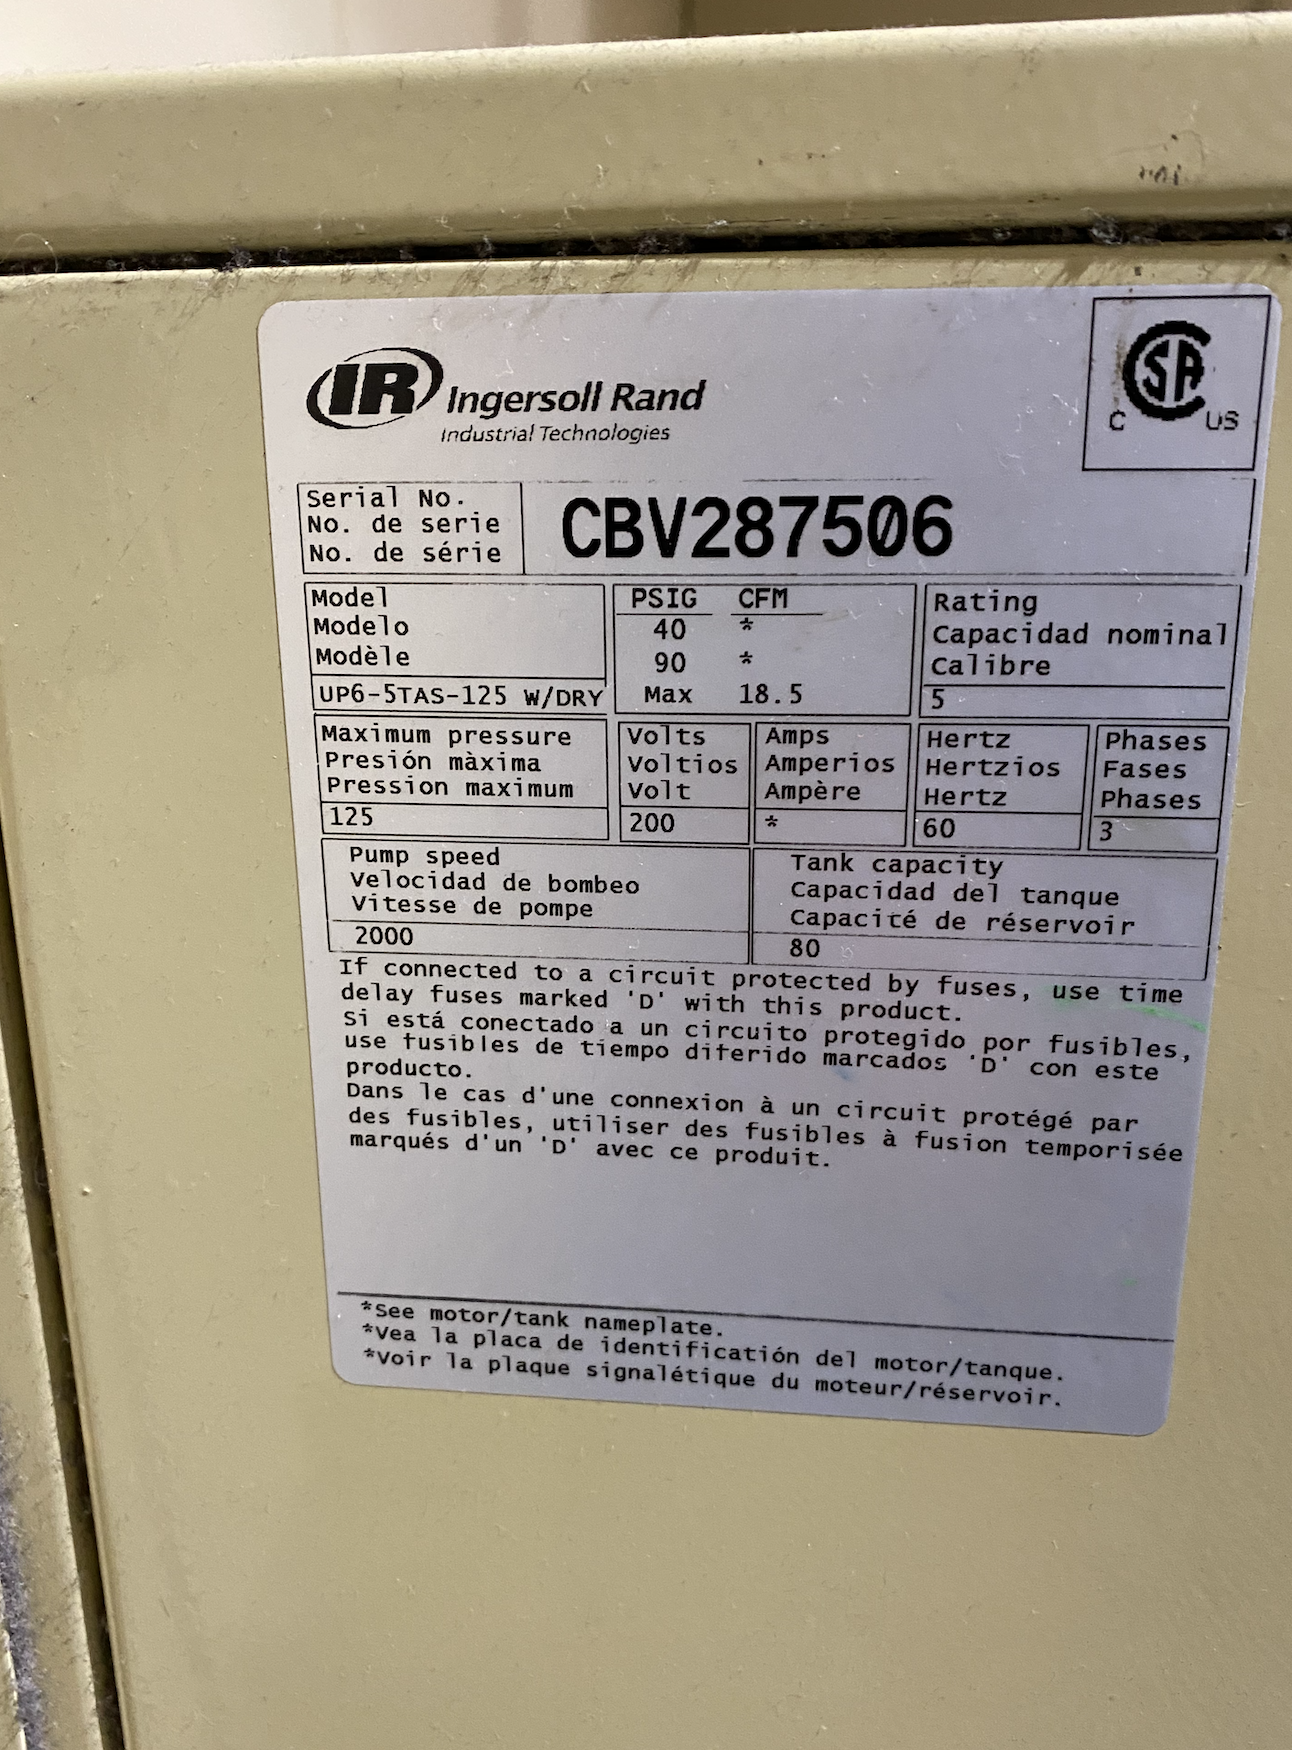 IR Ingersoll Rand
Industrial Technologies
CSA
C US
Serial No.
No. de serie
No. de série
CBV287506
Model
Modelo
Modèle
UP6-5TAS-125 W/DRY
PSIG CFM
40 *
90 *
Max 18.5
Rating
Capacidad nominal
Calibre
5
Maximum pressure
Presión màxima
Pression maximum
125
Volts
Voltios
Volt
200
Amps
Amperios
Ampère
*
Hertz
Hertzios
Hertz
60
Phases
Fases
Phases
3
Pump speed
Velocidad de bombeo
Vitesse de pompe
2000
Tank capacity
Capacidad del tanque
Capacité de réservoir
80
If connected to a circuit protected by fuses, use time
delay fuses marked 'D' with this product.
Si está conectado a un circuito protegido por fusibles,
use fusibles de tiempo diferido marcados 'D' con este
producto.
Dans le cas d'une connexion à un circuit protégé par
des fusibles, utiliser des fusibles à fusion temporisée
marqués d'un 'D' avec ce produit.
*See motor/tank nameplate.
*Vea la placa de identificación del motor/tanque.
*Voir la plaque signalétique du moteur/réservoir.